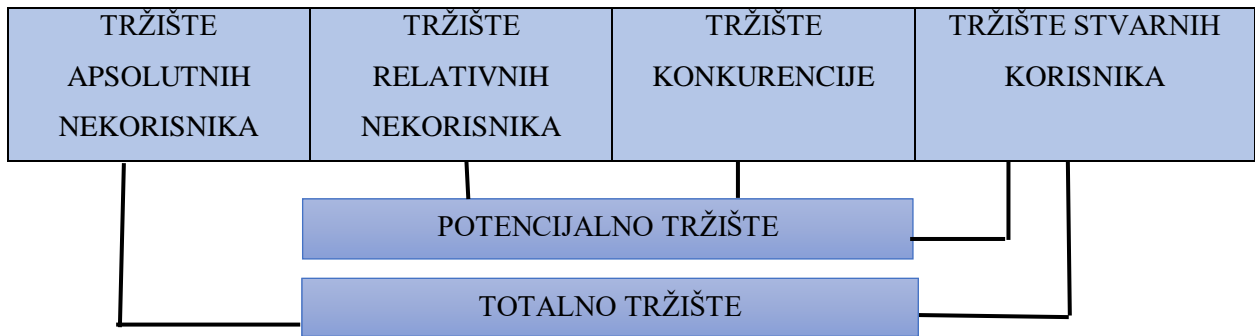 TRŽIŠTE
APSOLUTNIH
NEKORISNIKA
TRŽIŠTE
RELATIVNIH
NEKORISNIKA
TRŽIŠTE
KONKURENCIJE
TRŽIŠTE STVARNIH
KORISNIKA
POTENCIJALNO TRŽIŠTE
TOTALNO TRŽIŠTE